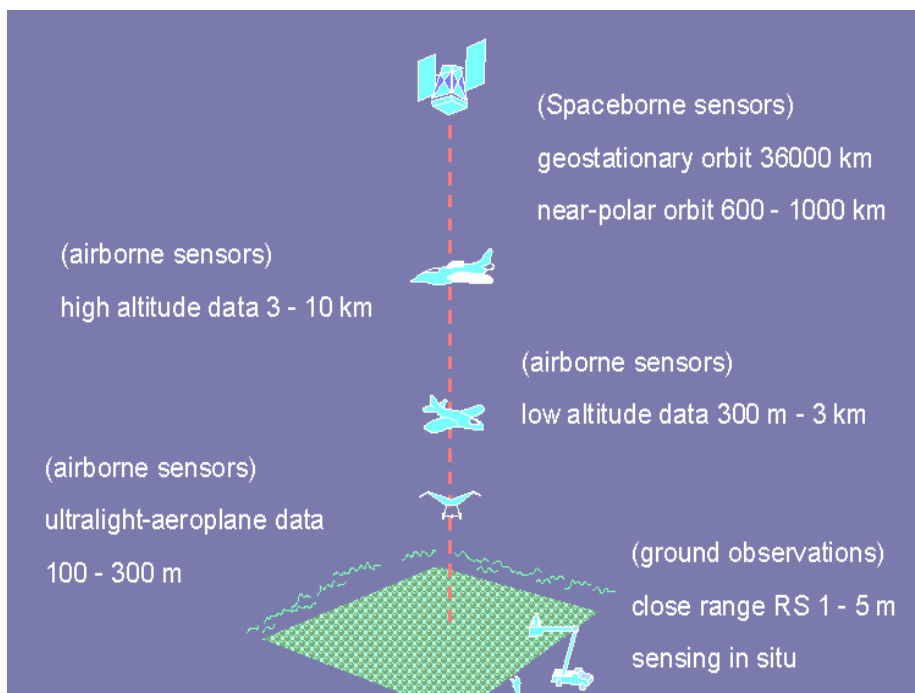 (Spaceborne sensors)
geostationary orbit 36000 km
near-polar orbit 600 - 1000 km
(airborne sensors)
high altitude data 3 - 10 km
(airborne sensors)
low altitude data 300 m - 3 km
(airborne sensors)
ultralight-aeroplane data
100 - 300 m
(ground observations)
close range RS 1 - 5 m
sensing in situ